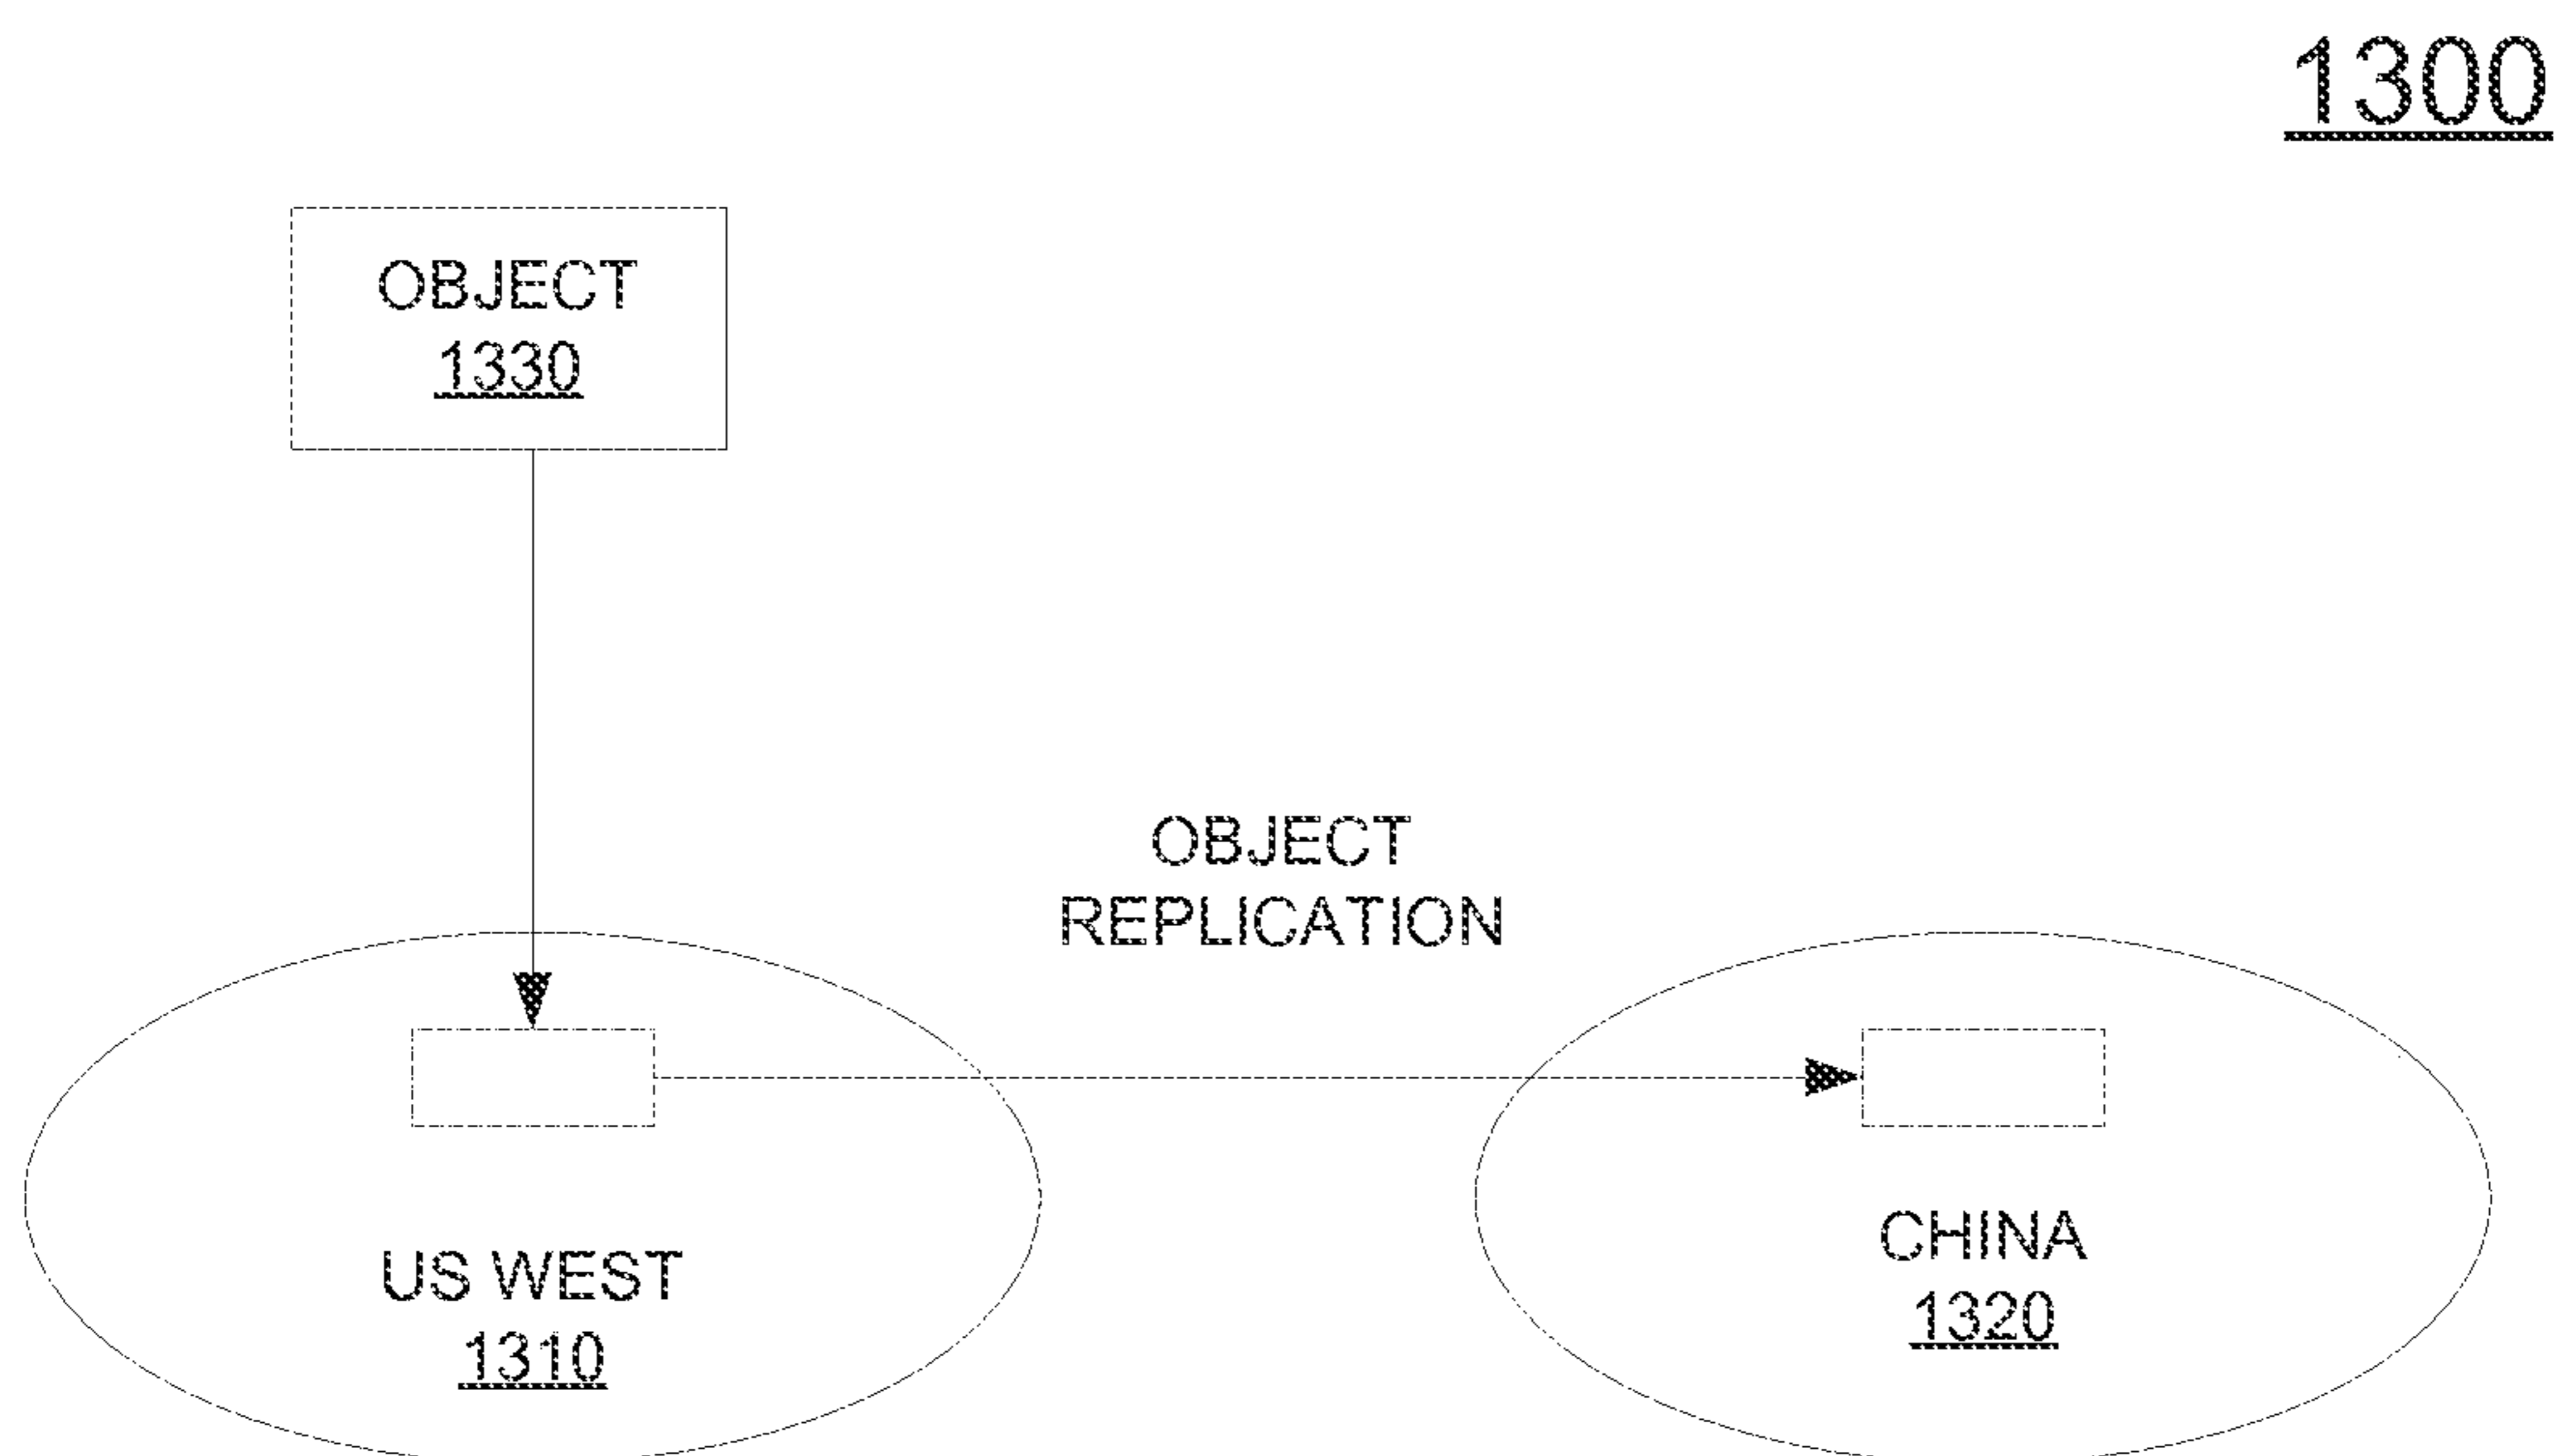 1300
OBJECT
1330
OBJECT
REPLICATION
US WEST
1310
CHINA
1320